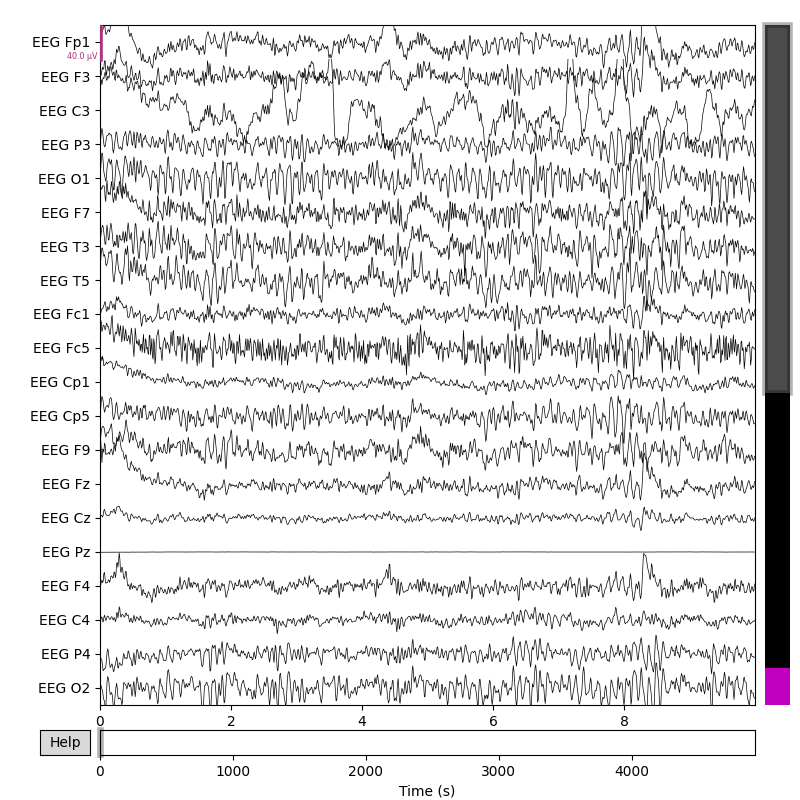 EEG Fp1
40.0 µV
EEG F3
EEG C3
EEG P3
EEG O1
EEG F7
EEG T3
EEG T5
EEG Fc1
EEG Fc5
EEG Cp1
EEG Cp5
EEG F9
EEG Fz
EEG Cz
EEG Pz
EEG F4
EEG C4
EEG P4
EEG O2
0 2 4 6 8
Help
0 1000 2000 3000 4000
Time (s)